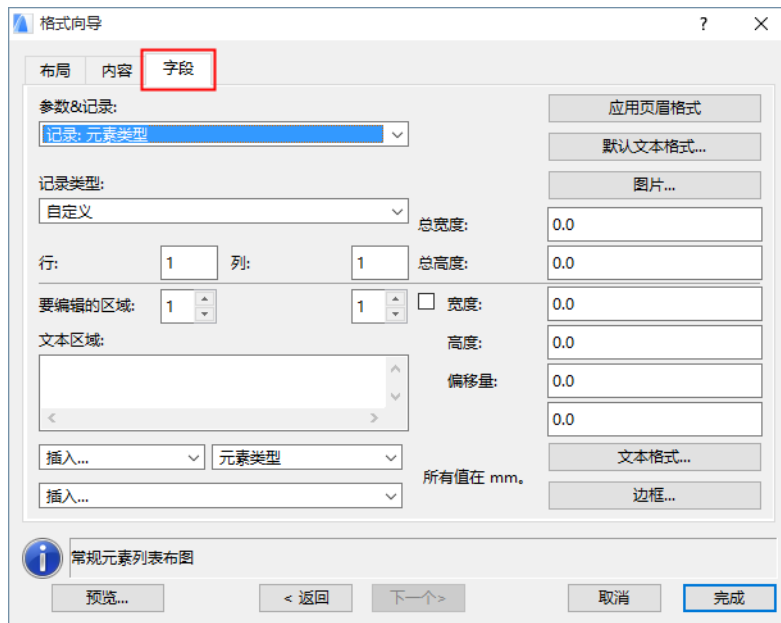 格式向导
布局 内容 字段
参数&记录:
应用页眉格式
记录: 元素类型
默认文本格式...
记录类型:
图片...
自定义
总宽度: 0.0
行: 1 列: 1 总高度: 0.0
要编辑的区域: 1 1 宽度: 0.0
文本区域:
高度: 0.0
偏移量: 0.0
0.0
插入... 元素类型
文本格式...
所有值在 mm。
插入...
边框...
常规元素列表布图
预览... < 返回 下一个> 取消 完成